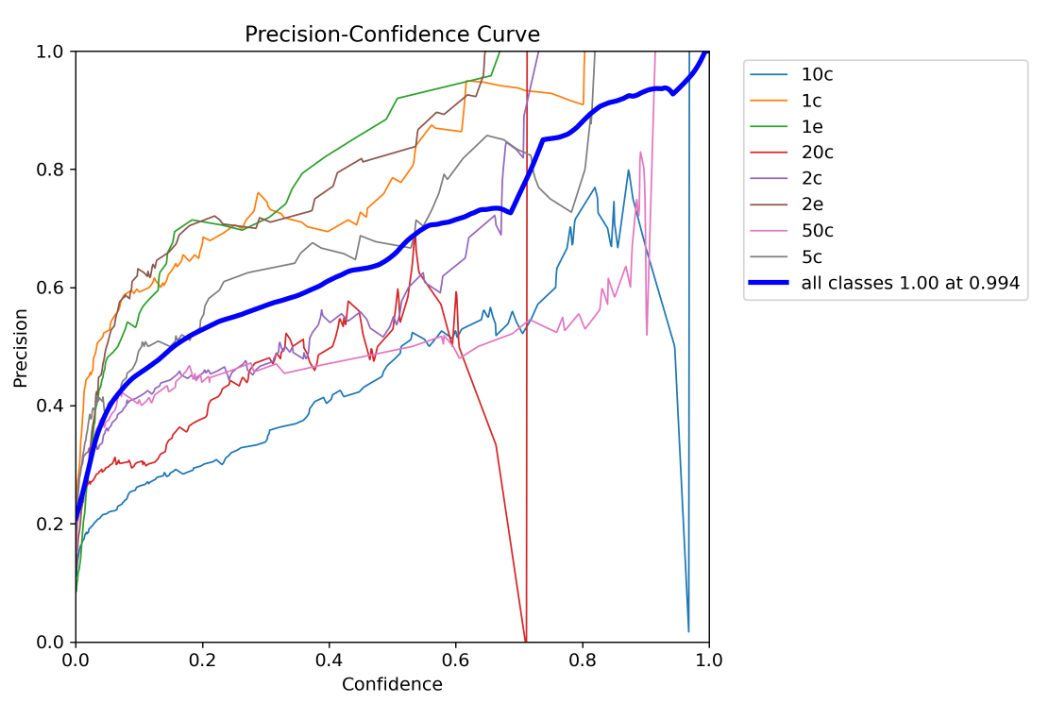 Precision-Confidence Curve
1.0
0.8
0.6
0.4
0.2
0.0
Precision
0.0 0.2 0.4 0.6 0.8 1.0
Confidence
10c
1c
1e
20c
2c
2e
50c
5c
all classes 1.00 at 0.994